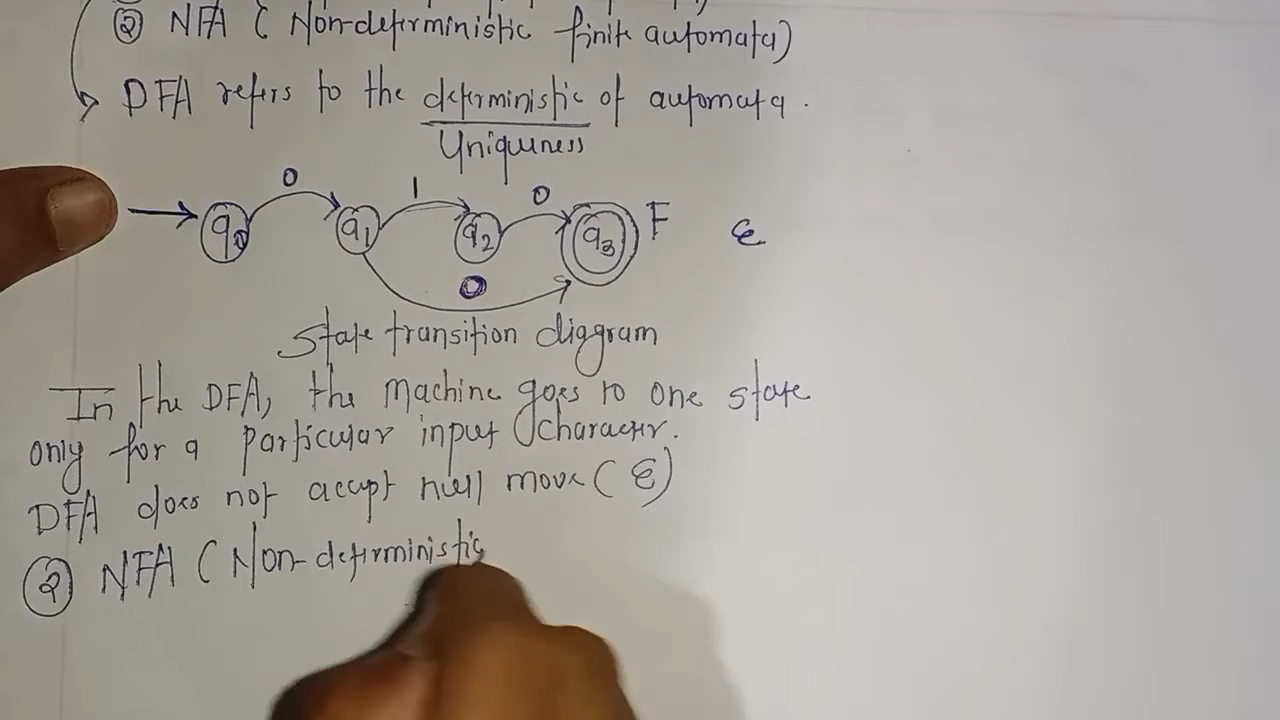 ② NFA ( Non-deterministic finite automata)
DFA refers to the deterministic of automata.
Uniqueness
0 1 0
q0 q1 q2 q3 F ε
0
State transition diagram
In the DFA, the machine goes to one state
only for a particular input character.
DFA does not accept null move (ε)
② NFA ( Non-deterministic